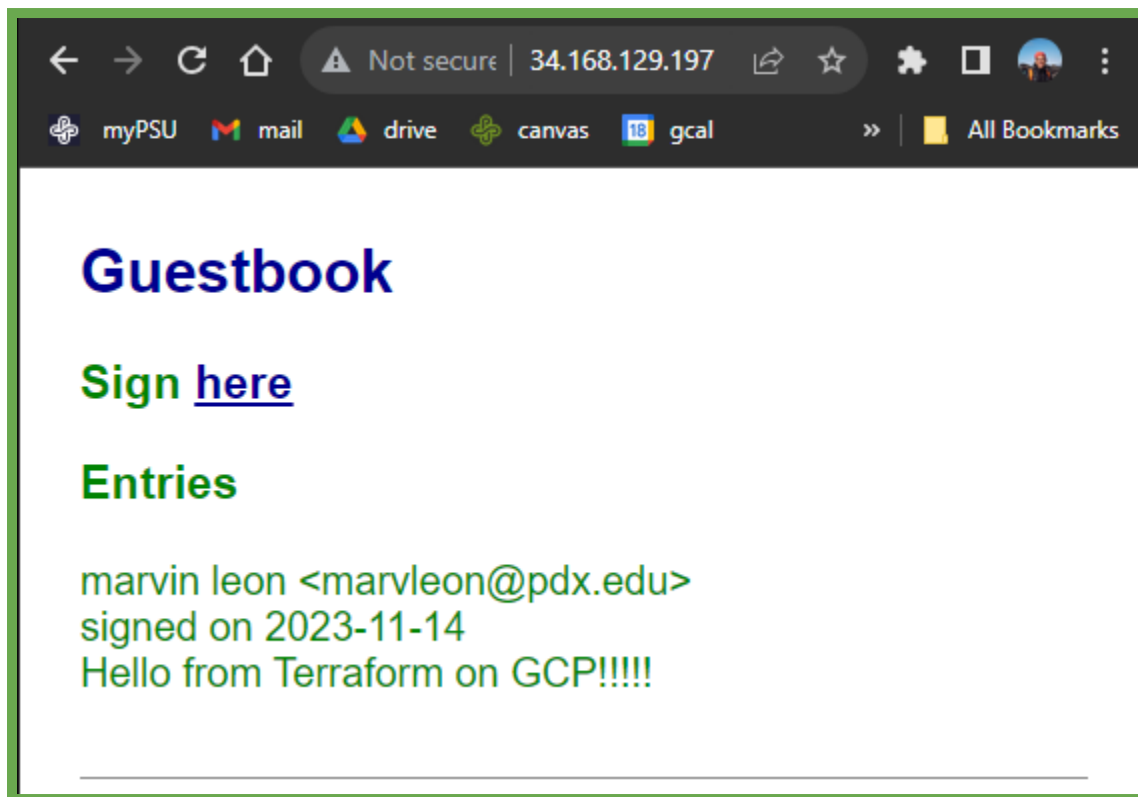 Not secure 34.168.129.197
myPSU mail drive canvas 18 gcal » All Bookmarks
Guestbook
Sign here
Entries
marvin leon <marvleon@pdx.edu>
signed on 2023-11-14
Hello from Terraform on GCP!!!!!